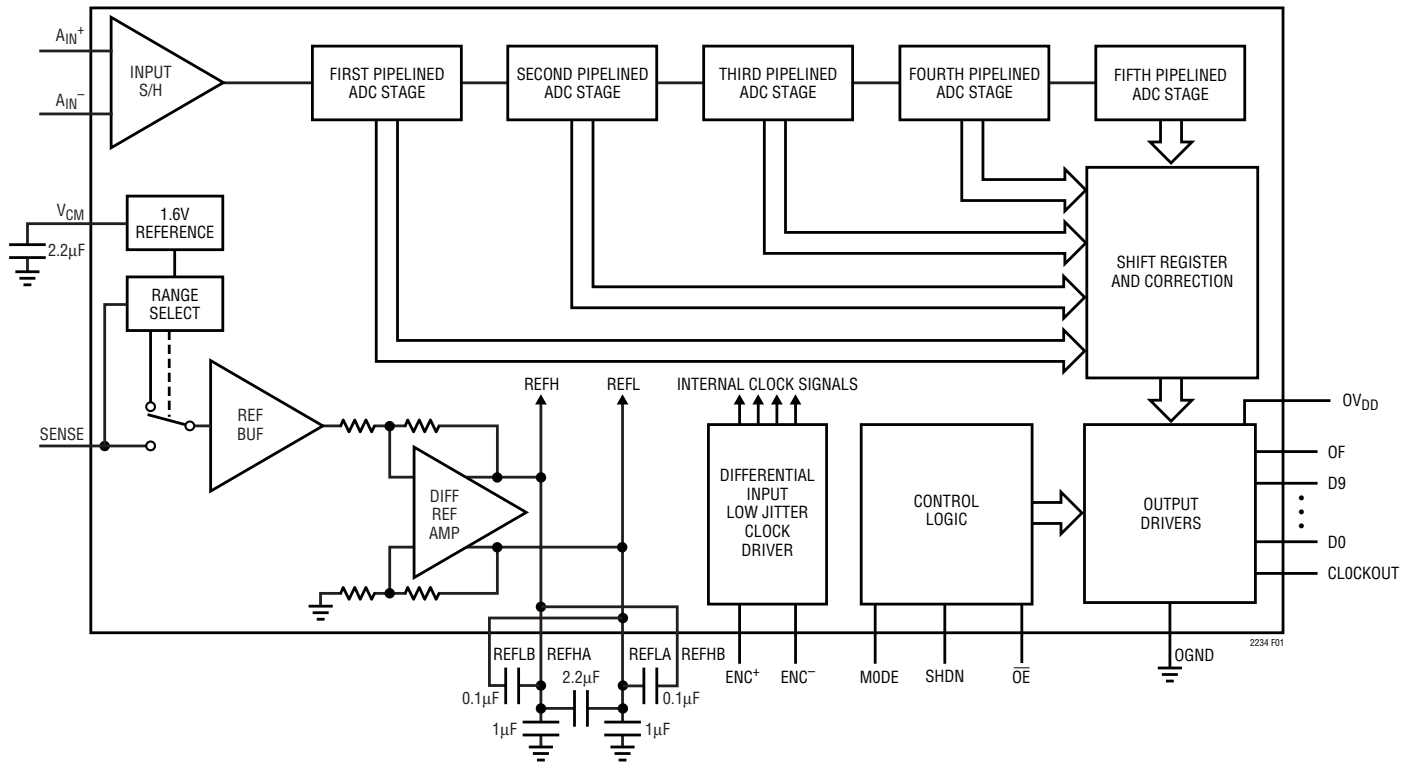 AIN+
INPUT
S/H
AIN–
FIRST PIPELINED
ADC STAGE
SECOND PIPELINED
ADC STAGE
THIRD PIPELINED
ADC STAGE
FOURTH PIPELINED
ADC STAGE
FIFTH PIPELINED
ADC STAGE
VCM
2.2µF
1.6V
REFERENCE
RANGE
SELECT
SHIFT REGISTER
AND CORRECTION
SENSE
REF
BUF
DIFF
REF
AMP
REFH
REFL
INTERNAL CLOCK SIGNALS
DIFFERENTIAL
INPUT
LOW JITTER
CLOCK
DRIVER
CONTROL
LOGIC
OUTPUT
DRIVERS
OVDD
OF
D9
D0
CLOCKOUT
2234 F01
OGND
REFLB
REFHA
REFLA
REFHB
0.1µF
2.2µF
0.1µF
1µF
1µF
ENC+
ENC–
MODE
SHDN
O̅E̅